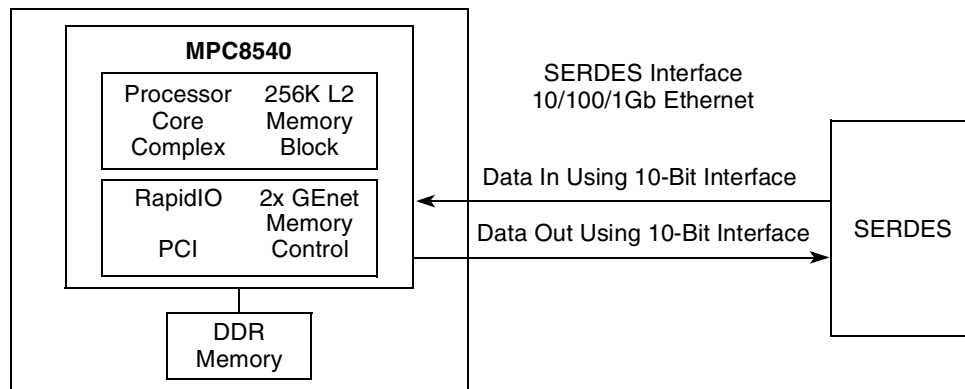 MPC8540
Processor 256K L2
Core Memory
Complex Block
RapidIO 2x GEnet
Memory
PCI Control
DDR
Memory
SERDES Interface
10/100/1Gb Ethernet
Data In Using 10-Bit Interface
Data Out Using 10-Bit Interface
SERDES